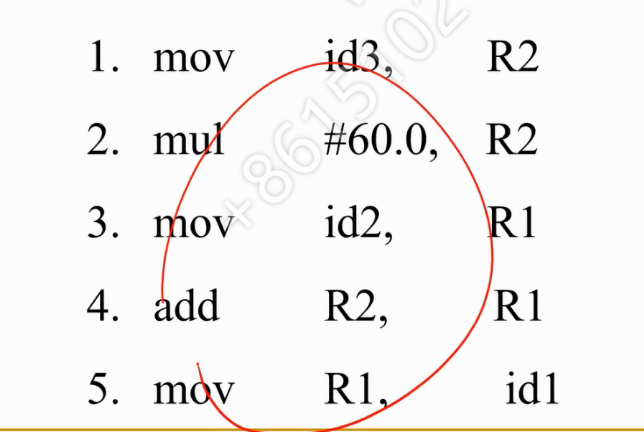 1. mov id3, R2
2. mul #60.0, R2
3. mov id2, R1
4. add R2, R1
5. mov R1, id1
+8615102